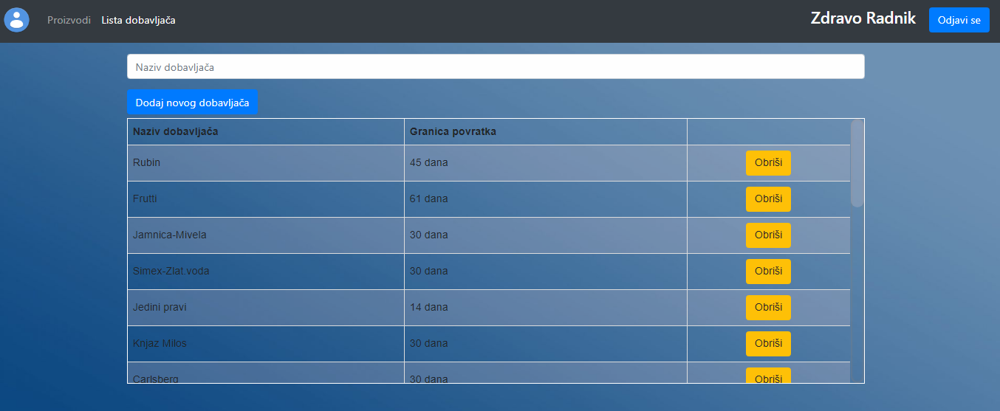 Proizvodi Lista dobavljača Zdravo Radnik Odjavi se
Naziv dobavljača
Dodaj novog dobavljača
Naziv dobavljača Granica povratka
Rubin 45 dana Obriši
Frutti 61 dana Obriši
Jamnica-Mivela 30 dana Obriši
Simex-Zlat.voda 30 dana Obriši
Jedini pravi 14 dana Obriši
Knjaz Milos 30 dana Obriši
Carlsberg 30 dana Obriši